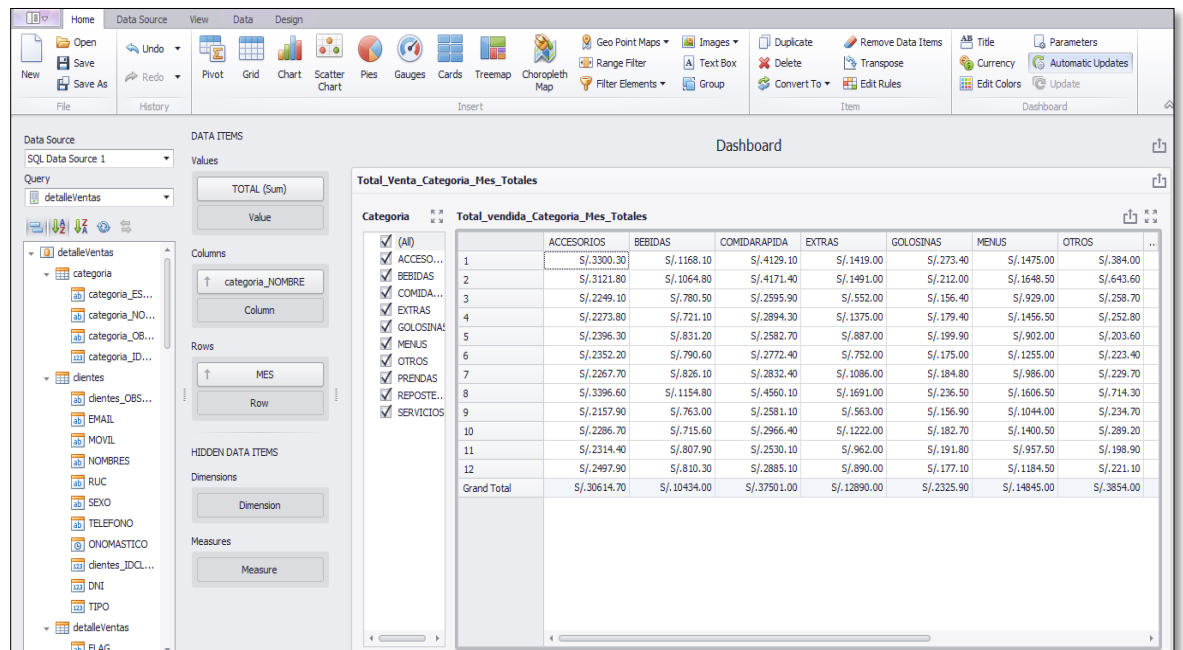 Home Data Source View Data Design
New
Open
Save
Save As
File
Undo
Redo
History
Pivot Grid Chart Scatter Chart Pies Gauges Cards Treemap Choropleth Map
Geo Point Maps
Range Filter
Filter Elements
Images
Text Box
Group
Insert
Duplicate
Delete
Convert To
Remove Data Items
Transpose
Edit Rules
Item
Title
Currency
Edit Colors
Parameters
Automatic Updates
Update
Dashboard
Data Source
SQL Data Source 1
Query
detalleVentas
detalleVentas
categoria
categoria_ES...
categoria_NO...
categoria_OB...
categoria_ID...
clientes
clientes_OBS...
EMAIL
MOVIL
NOMBRES
RUC
SEXO
TELEFONO
ONOMASTICO
clientes_IDCL...
DNI
TIPO
detalleVentas
FLAG
DATA ITEMS
Values
TOTAL (Sum)
Value
Columns
categoria_NOMBRE
Column
Rows
MES
Row
HIDDEN DATA ITEMS
Dimensions
Dimension
Measures
Measure
Dashboard
Total_Venta_Categoria_Mes_Totales
Categoria
(All)
ACCESO...
BEBIDAS
COMIDA...
EXTRAS
GOLOSINAS
MENUS
OTROS
PRENDAS
REPOSTE...
SERVICIOS
Total_vendida_Categoria_Mes_Totales
ACCESORIOS BEBIDAS COMIDARAPIDA EXTRAS GOLOSINAS MENUS OTROS ..
1 S/.3300.30 S/.1168.10 S/.4129.10 S/.1419.00 S/.273.40 S/.1475.00 S/.384.00
2 S/.3121.80 S/.1064.80 S/.4171.40 S/.1491.00 S/.212.00 S/.1648.50 S/.643.60
3 S/.2249.10 S/.780.50 S/.2595.90 S/.552.00 S/.156.40 S/.929.00 S/.258.70
4 S/.2273.80 S/.721.10 S/.2894.30 S/.1375.00 S/.179.40 S/.1456.50 S/.252.80
5 S/.2396.30 S/.831.20 S/.2582.70 S/.887.00 S/.199.90 S/.902.00 S/.203.60
6 S/.2352.20 S/.790.60 S/.2772.40 S/.752.00 S/.175.00 S/.1255.00 S/.223.40
7 S/.2267.70 S/.826.10 S/.2832.40 S/.1086.00 S/.184.80 S/.986.00 S/.229.70
8 S/.3396.60 S/.1154.80 S/.4560.10 S/.1691.00 S/.236.50 S/.1606.50 S/.714.30
9 S/.2157.90 S/.763.00 S/.2581.10 S/.563.00 S/.156.90 S/.1044.00 S/.234.70
10 S/.2286.70 S/.715.60 S/.2966.40 S/.1222.00 S/.182.70 S/.1400.50 S/.289.20
11 S/.2314.40 S/.807.90 S/.2530.10 S/.962.00 S/.191.80 S/.957.50 S/.198.90
12 S/.2497.90 S/.810.30 S/.2885.10 S/.890.00 S/.177.10 S/.1184.50 S/.221.10
Grand Total S/.30614.70 S/.10434.00 S/.37501.00 S/.12890.00 S/.2325.90 S/.14845.00 S/.3854.00